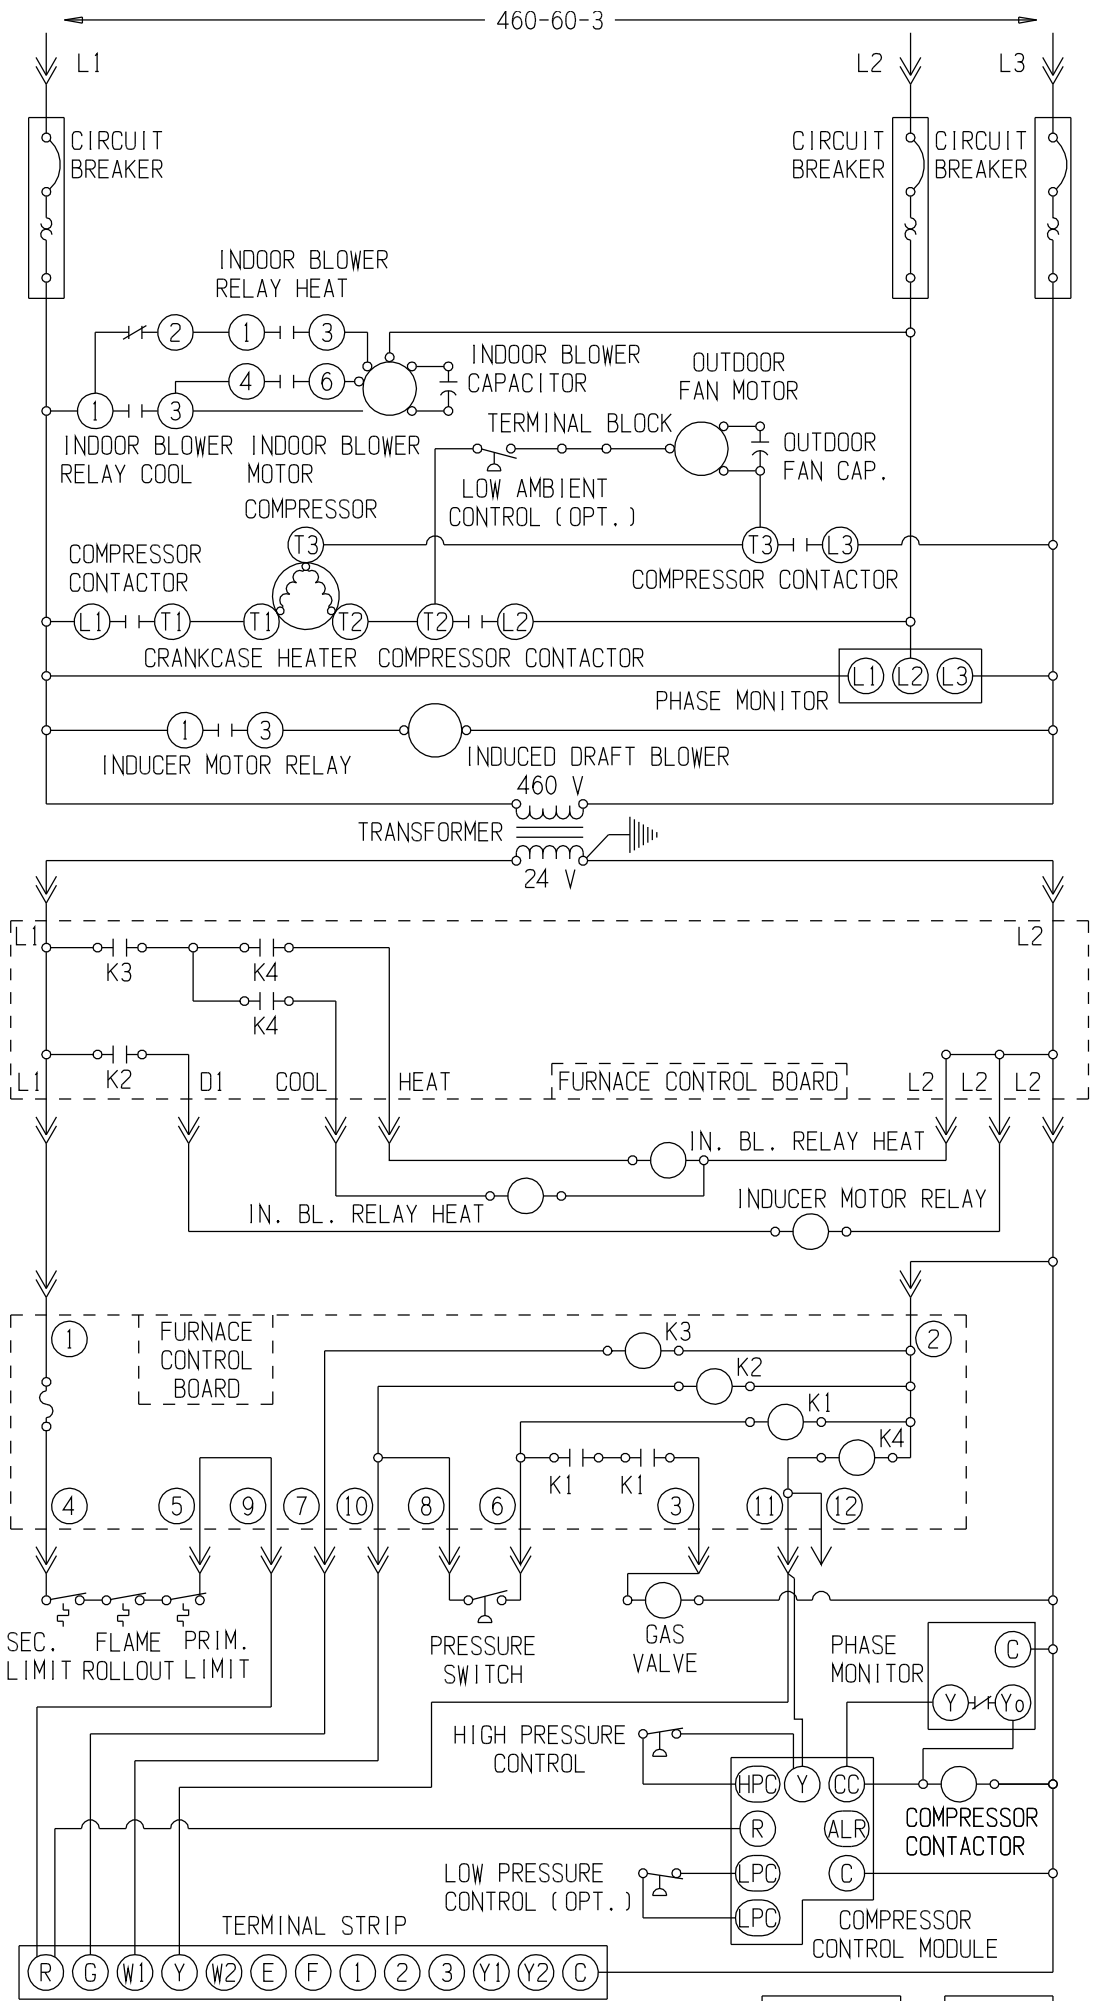 460-60-3
L1
L2
L3
CIRCUIT
BREAKER
CIRCUIT
BREAKER
CIRCUIT
BREAKER
INDOOR BLOWER
RELAY HEAT
2
1
3
INDOOR BLOWER
CAPACITOR
OUTDOOR
FAN MOTOR
4
6
1
3
INDOOR BLOWER
RELAY COOL
INDOOR BLOWER
MOTOR
TERMINAL BLOCK
OUTDOOR
FAN CAP.
LOW AMBIENT
CONTROL (OPT.)
COMPRESSOR
T3
T3
L3
COMPRESSOR
CONTACTOR
COMPRESSOR CONTACTOR
L1
T1
T1
T2
T2
L2
CRANKCASE HEATER
COMPRESSOR CONTACTOR
L1
L2
L3
PHASE MONITOR
1
3
INDUCER MOTOR RELAY
INDUCED DRAFT BLOWER
460 V
TRANSFORMER
24 V
L1
L2
K3
K4
K4
K2
L1
D1
COOL
HEAT
FURNACE CONTROL BOARD
L2
L2
L2
IN. BL. RELAY HEAT
IN. BL. RELAY HEAT
INDUCER MOTOR RELAY
1
FURNACE
CONTROL
BOARD
K3
2
K2
K1
K4
K1
K1
4
5
9
7
10
8
6
3
11
12
SEC.
LIMIT
FLAME
ROLLOUT
PRIM.
LIMIT
PRESSURE
SWITCH
GAS
VALVE
PHASE
MONITOR
C
Y
Yo
HIGH PRESSURE
CONTROL
HPC
Y
CC
COMPRESSOR
CONTACTOR
R
ALR
LOW PRESSURE
CONTROL (OPT.)
LPC
C
LPC
COMPRESSOR
CONTROL MODULE
TERMINAL STRIP
R
G
W1
Y
W2
E
F
1
2
3
Y1
Y2
C